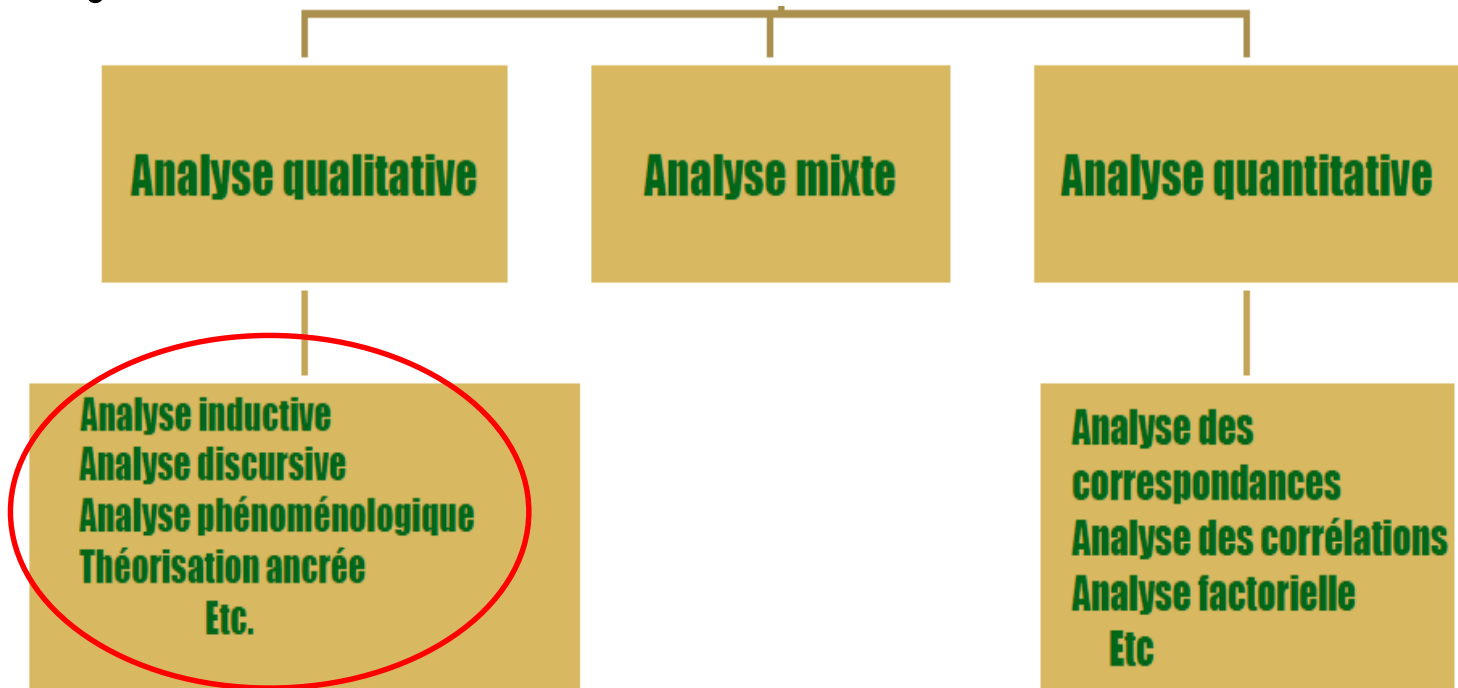 Analyse qualitative
Analyse mixte
Analyse quantitative
Analyse inductive
Analyse discursive
Analyse phénoménologique
Théorisation ancrée
Etc.
Analyse des
correspondances
Analyse des corrélations
Analyse factorielle
Etc